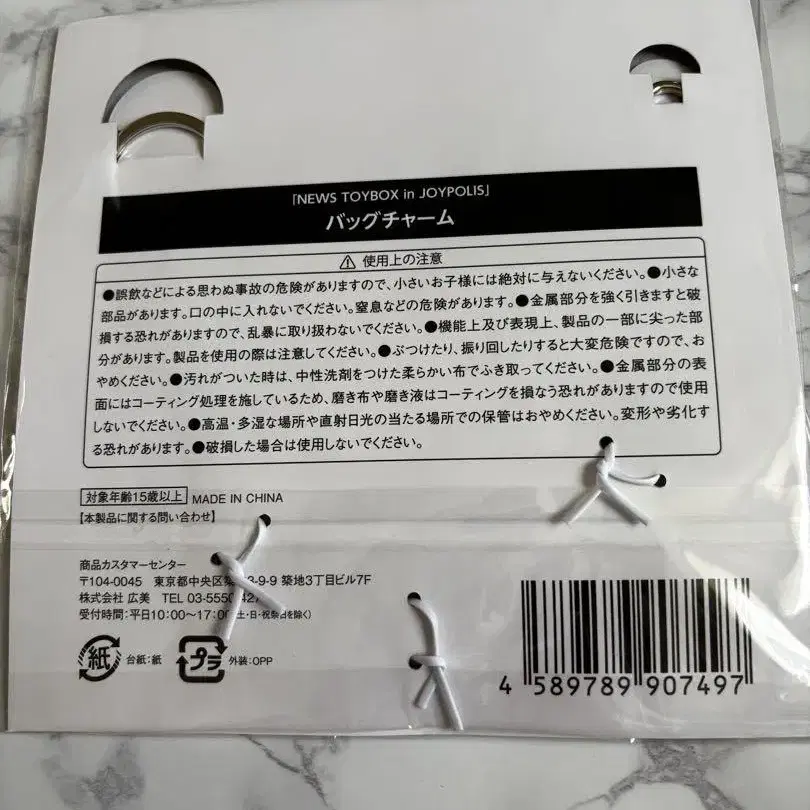 「NEWS TOYBOX in JOYPOLIS」
バッグチャーム
⚠ 使用上の注意
●誤飲などによる思わぬ事故の危険がありますので、小さいお子様には絶対に与えないください。●小さな
部品があります。口の中に入れないでください。窒息などの危険があります。●金属部分を強く引きますと破
損する恐れがありますので、乱暴に取り扱わないでください。●機能上及び表現上、製品の一部に尖った部
分があります。製品を使用の際は注意してください。●ぶつけたり、振り回したりすると大変危険ですので、お
やめください。●汚れがついた時は、中性洗剤をつけた柔らかい布でふき取ってください。●金属部分の表
面にはコーティング処理を施しているため、磨き布や磨き液はコーティングを損なう恐れがありますので使用
しないでください。●高温・多湿な場所や直射日光の当たる場所での保管はおやめください。変形や劣化す
る恐れがあります。●破損した場合は使用しないでください。
対象年齢15歳以上 MADE IN CHINA
【本製品に関する問い合わせ】
商品カスタマーセンター
〒104-0045 東京都中央区築 3-9-9 築地3丁目ビル7F
株式会社 広美 TEL 03-5550
受付時間:平日10:00〜17:00(土・日・祝祭日を除く)
紙 台紙:紙 プラ 外装:OPP
4 589789 907497